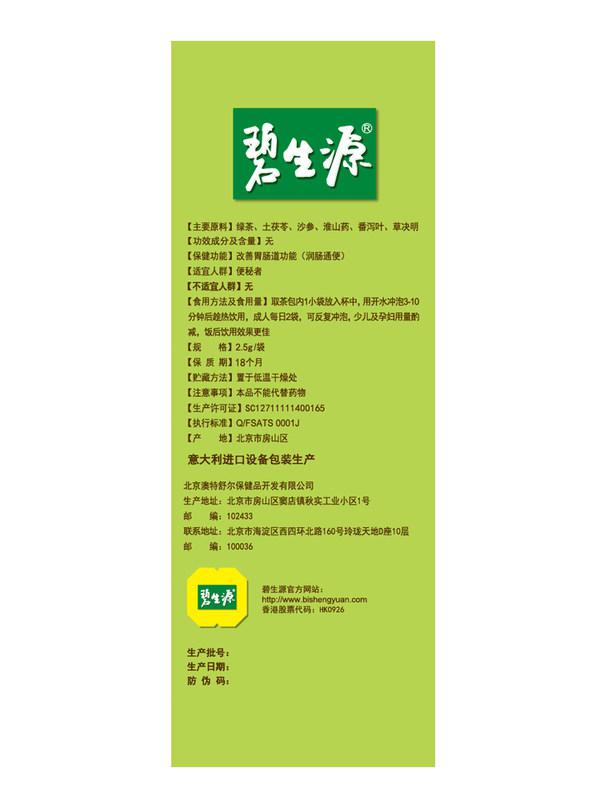 碧生源®
【主要原料】绿茶、土茯苓、沙参、淮山药、番泻叶、草决明
【功效成分及含量】无
【保健功能】改善胃肠道功能（润肠通便）
【适宜人群】便秘者
【不适宜人群】无
【食用方法及食用量】取茶包内1小袋放入杯中，用开水冲泡3-10
分钟后趁热饮用，成人每日2袋，可反复冲泡，少儿及孕妇用量酌
减，饭后饮用效果更佳
【规 格】2.5g/袋
【保 质 期】18个月
【贮藏方法】置于低温干燥处
【注意事项】本品不能代替药物
【生产许可证】SC12711111400165
【执行标准】Q/FSATS 0001J
【产 地】北京市房山区
意大利进口设备包装生产
北京澳特舒尔保健品开发有限公司
生产地址：北京市房山区窦店镇秋实工业小区1号
邮 编：102433
联系地址：北京市海淀区西四环北路160号玲珑天地D座10层
邮 编：100036
碧生源
碧生源官方网站：
http://www.bishengyuan.com
香港股票代码：HK0926
生产批号：
生产日期：
防 伪 码：